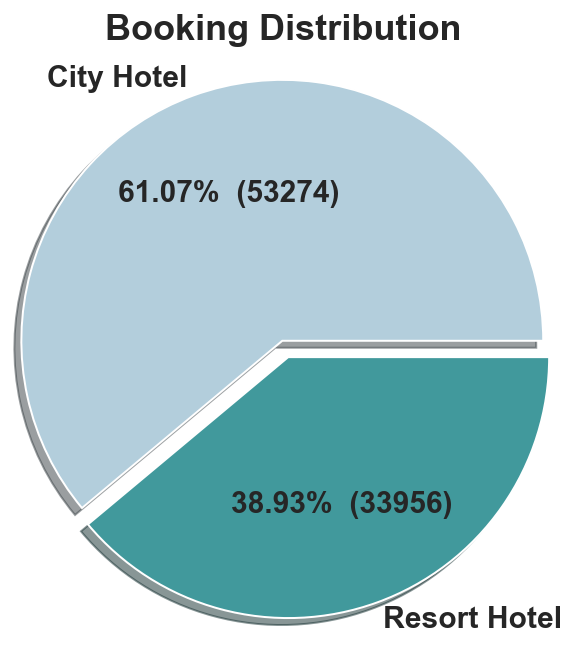 Booking Distribution
City Hotel
61.07%  (53274)
38.93%  (33956)
Resort Hotel